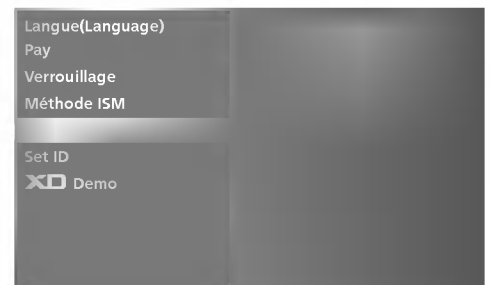 Langue(Language)
Pay
Verrouillage
Méthode ISM
Set ID
XD Demo